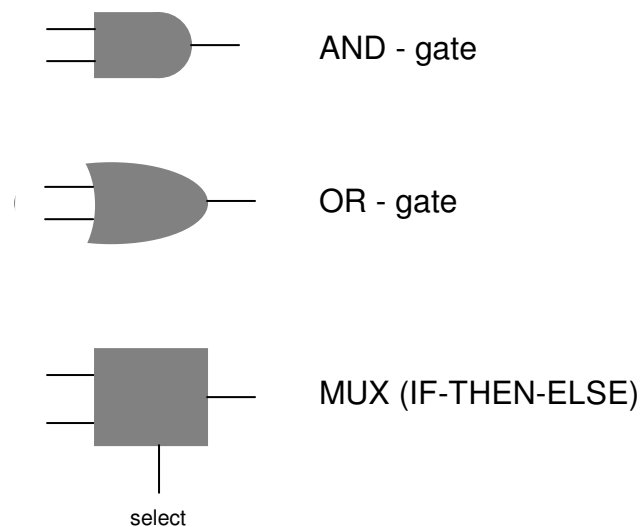 AND - gate
OR - gate
MUX (IF-THEN-ELSE)
select